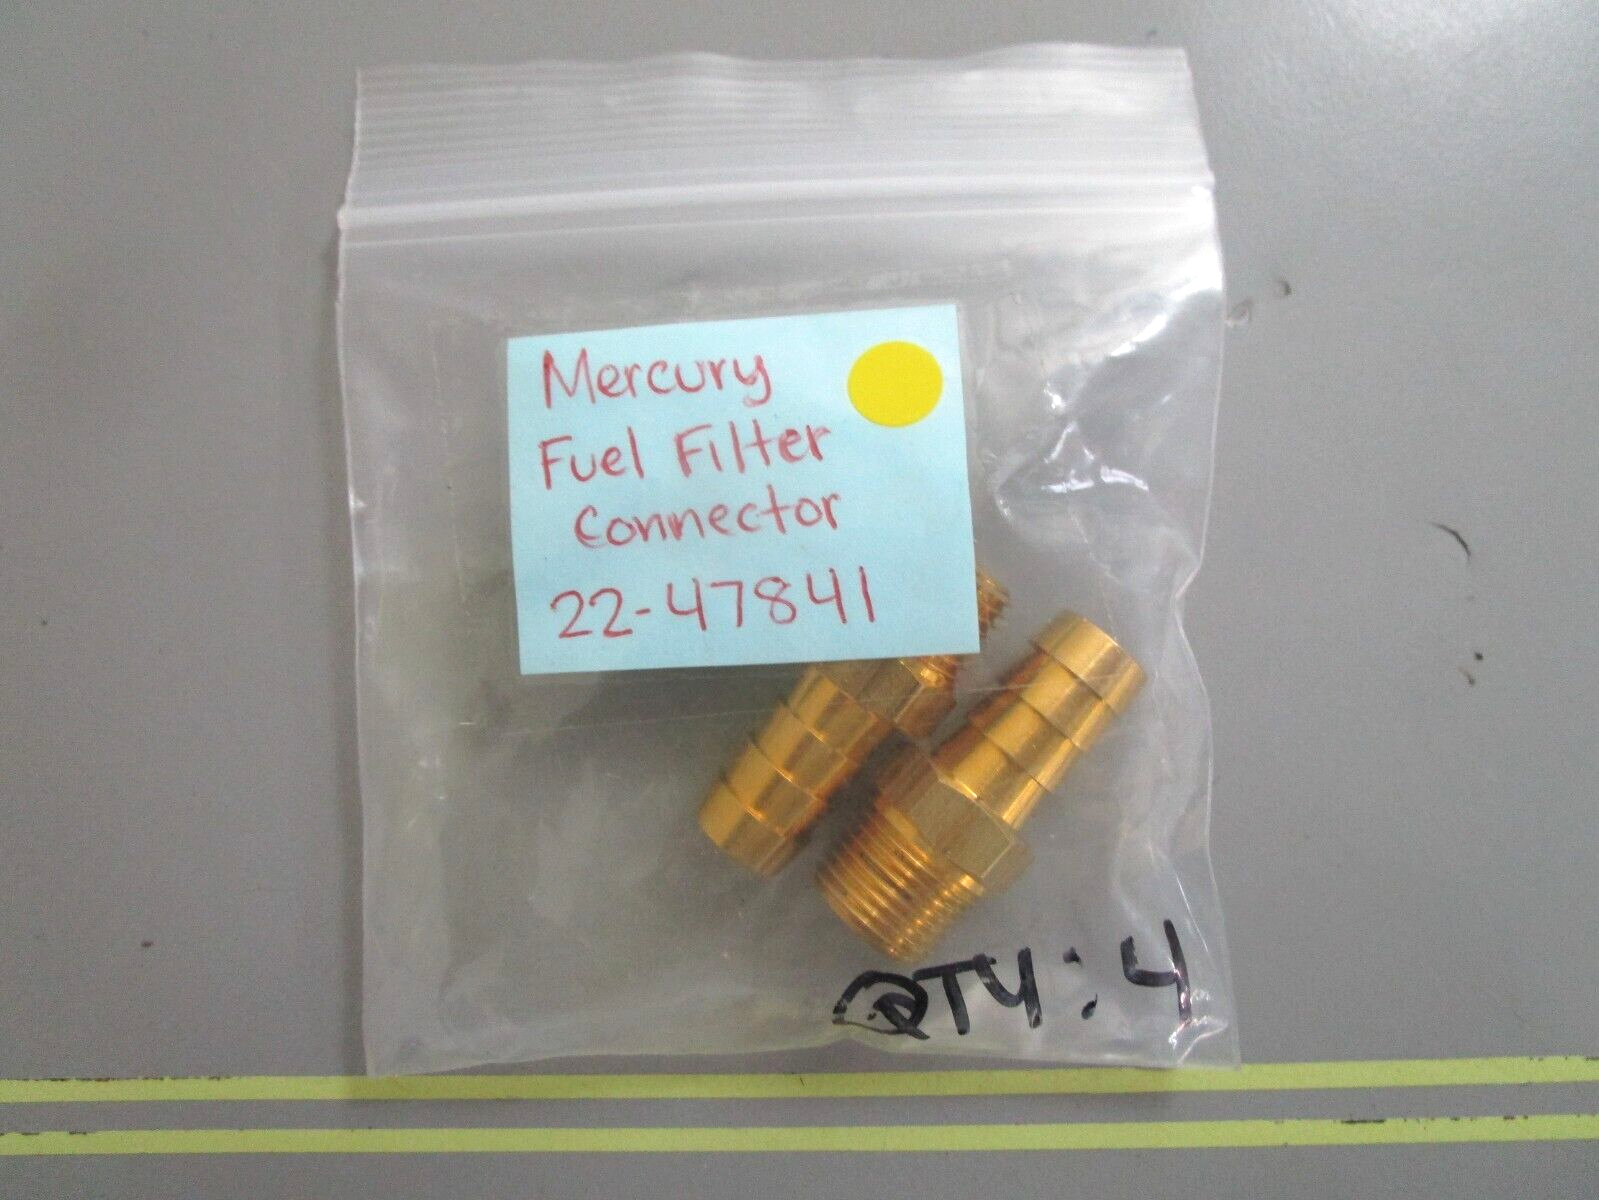 Mercury
Fuel Filter
Connector
22-47841
QTY: 4